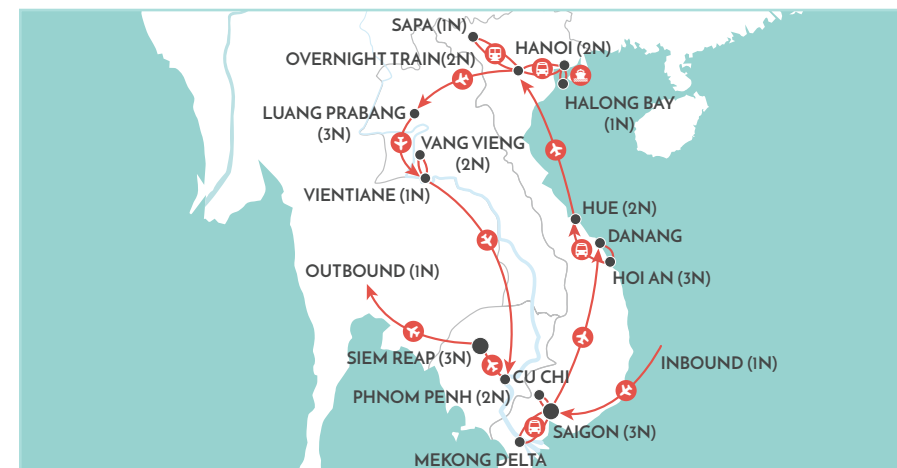 SAPA (1N)
HANOI (2N)
OVERNIGHT TRAIN(2N)
HALONG BAY
(1N)
LUANG PRABANG
(3N)
VANG VIENG
(2N)
VIENTIANE (1N)
HUE (2N)
DANANG
HOI AN (3N)
OUTBOUND (1N)
SIEM REAP (3N)
INBOUND (1N)
CU CHI
PHNOM PENH (2N)
SAIGON (3N)
MEKONG DELTA